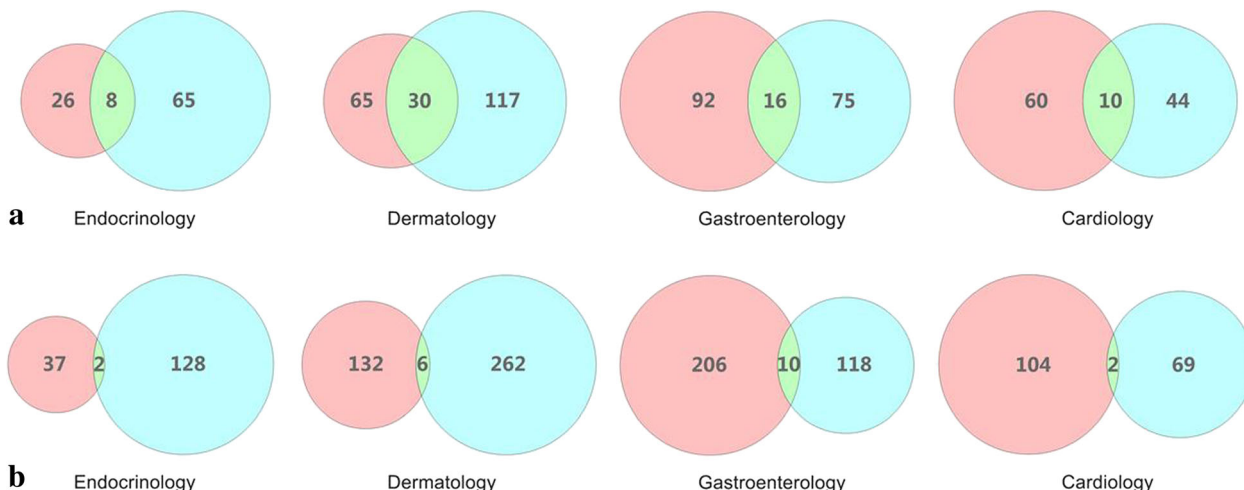 26 8 65 65 30 117 92 16 75 60 10 44
a Endocrinology Dermatology Gastroenterology Cardiology
37 2 128 132 6 262 206 10 118 104 2 69
b Endocrinology Dermatology Gastroenterology Cardiology